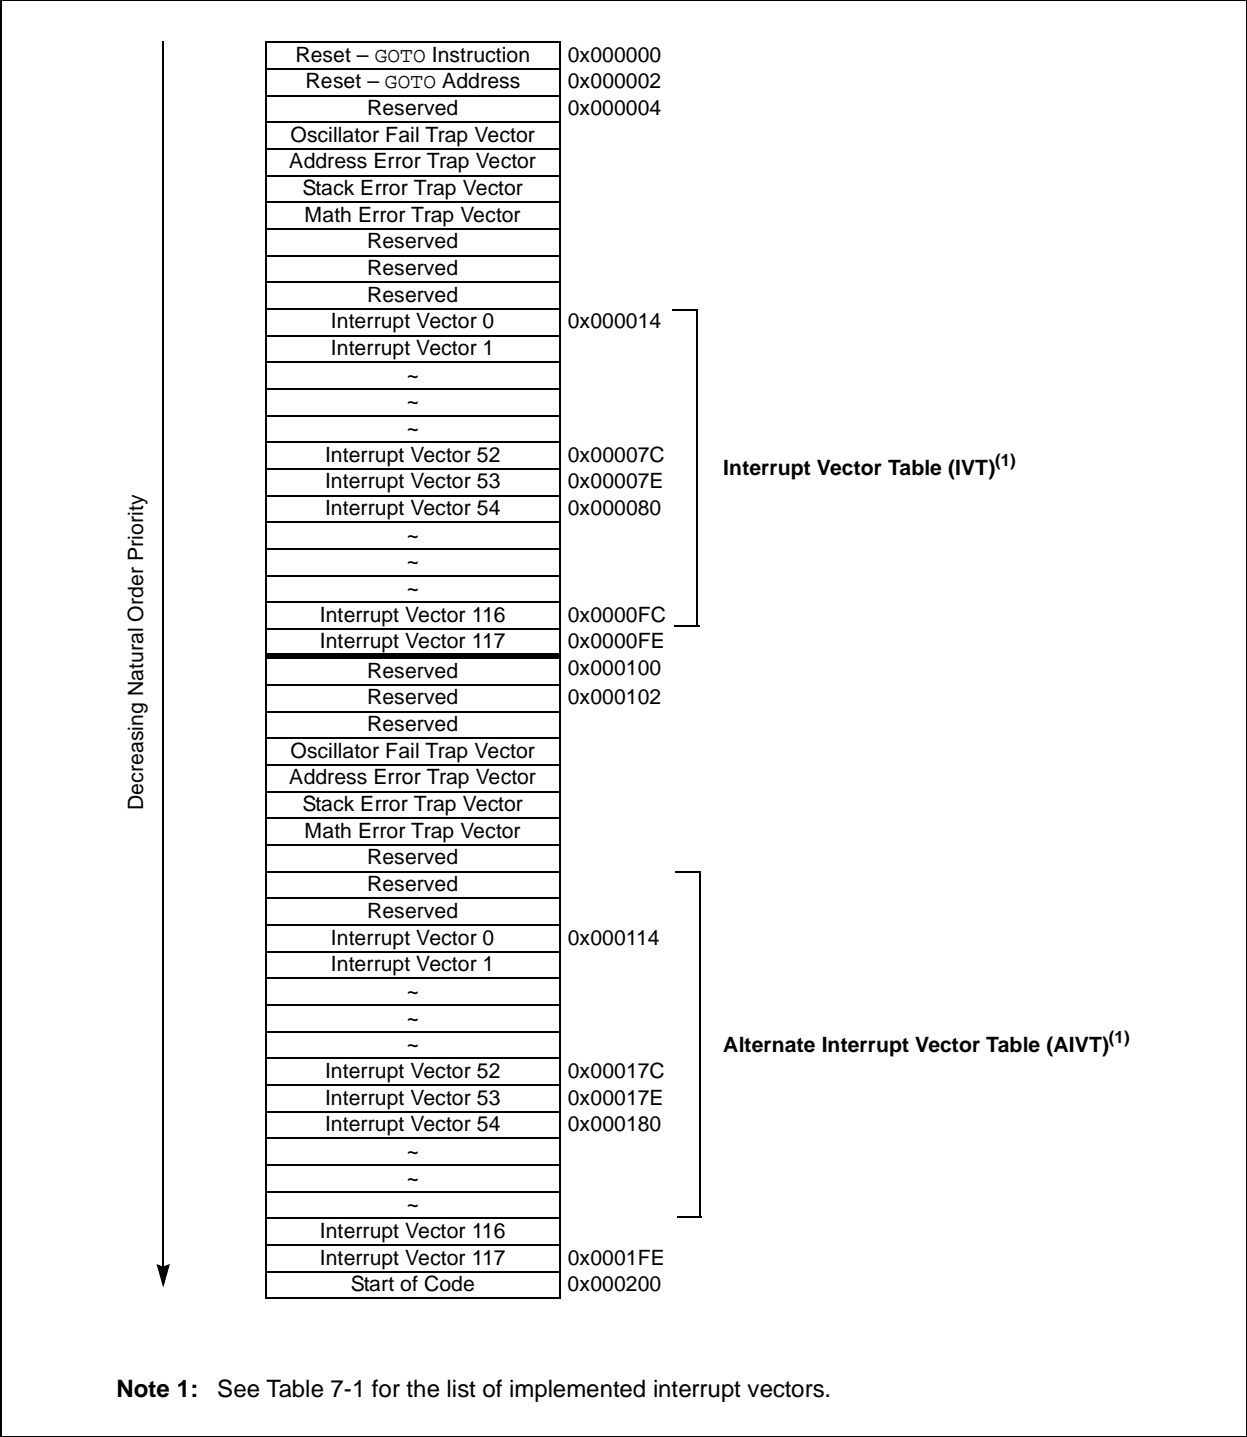 Decreasing Natural Order Priority
Reset – GOTO Instruction 0x000000
Reset – GOTO Address 0x000002
Reserved 0x000004
Oscillator Fail Trap Vector
Address Error Trap Vector
Stack Error Trap Vector
Math Error Trap Vector
Reserved
Reserved
Reserved
Interrupt Vector 0 0x000014
Interrupt Vector 1
~
~
~
Interrupt Vector 52 0x00007C
Interrupt Vector Table (IVT)(1)
Interrupt Vector 53 0x00007E
Interrupt Vector 54 0x000080
~
~
~
Interrupt Vector 116 0x0000FC
Interrupt Vector 117 0x0000FE
Reserved 0x000100
Reserved 0x000102
Reserved
Oscillator Fail Trap Vector
Address Error Trap Vector
Stack Error Trap Vector
Math Error Trap Vector
Reserved
Reserved
Reserved
Interrupt Vector 0 0x000114
Interrupt Vector 1
~
~
~
Alternate Interrupt Vector Table (AIVT)(1)
Interrupt Vector 52 0x00017C
Interrupt Vector 53 0x00017E
Interrupt Vector 54 0x000180
~
~
~
Interrupt Vector 116
Interrupt Vector 117 0x0001FE
Start of Code 0x000200
Note 1: See Table 7-1 for the list of implemented interrupt vectors.